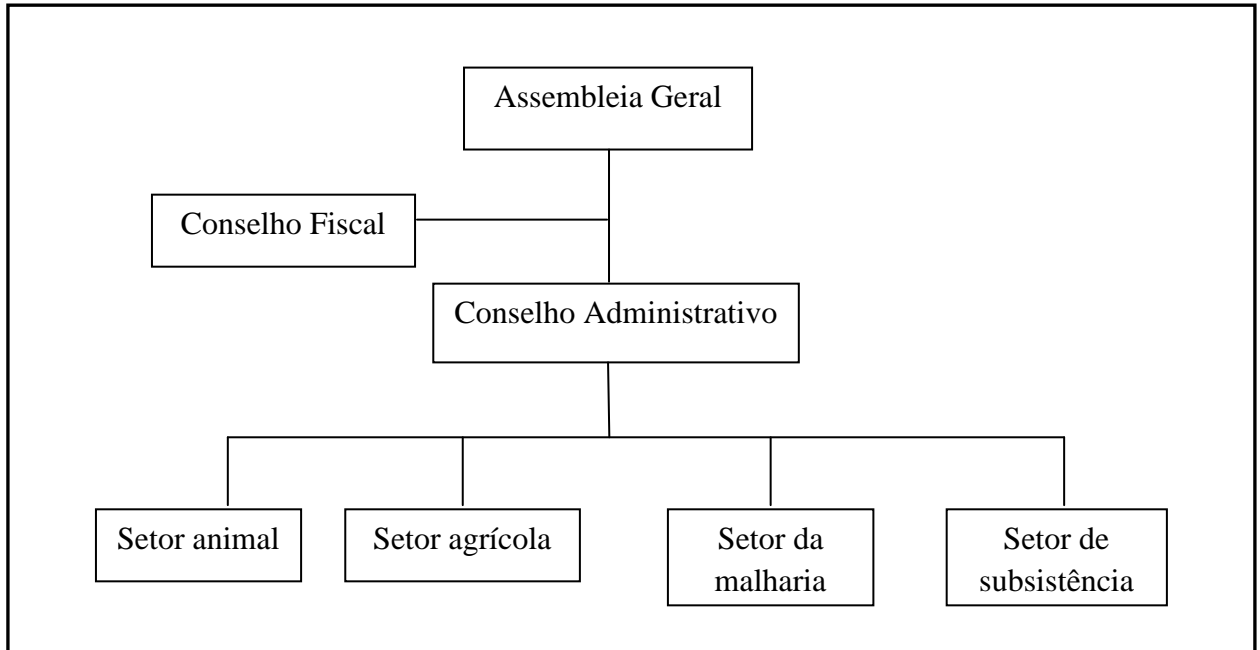 Assembleia Geral
Conselho Fiscal
Conselho Administrativo
Setor animal
Setor agrícola
Setor da
malharia
Setor de
subsistência